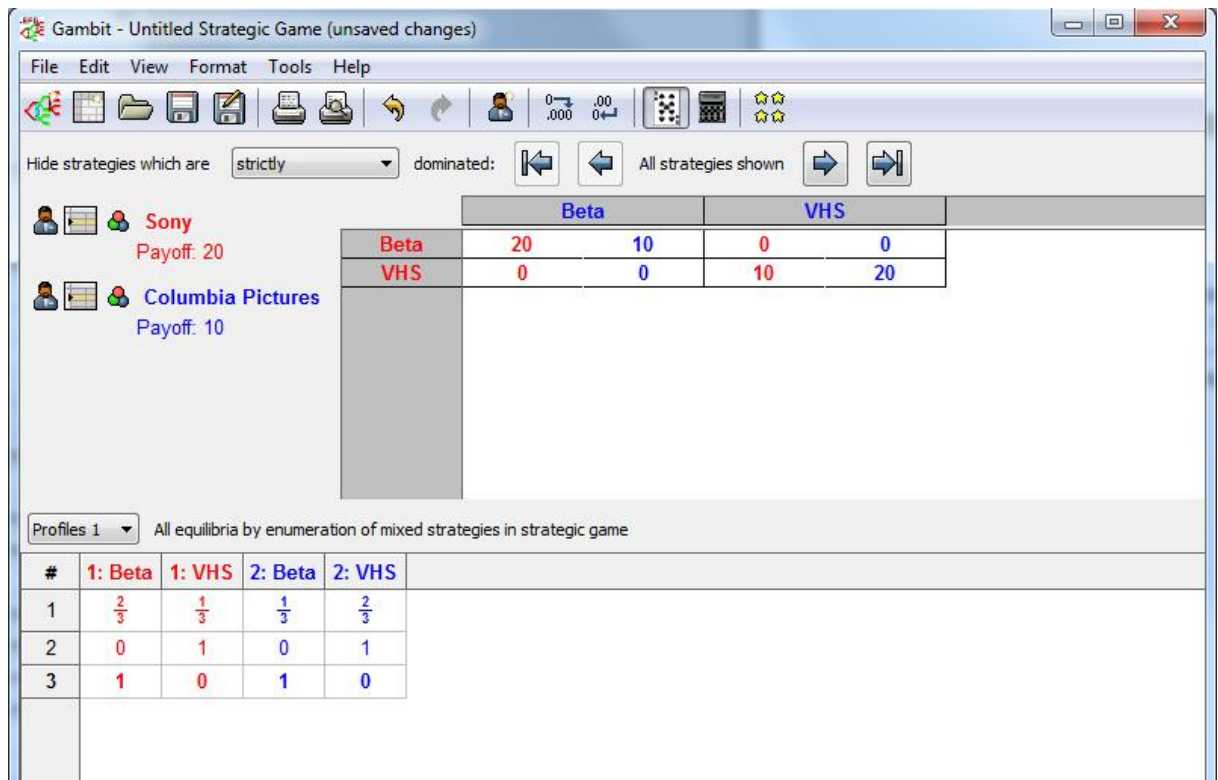 Gambit - Untitled Strategic Game (unsaved changes)
File Edit View Format Tools Help
0 .000 .00 0
Hide strategies which are strictly dominated: All strategies shown
Sony
Payoff: 20
Columbia Pictures
Payoff: 10
Beta VHS
Beta 20 10 0 0
VHS 0 0 10 20
Profiles 1 All equilibria by enumeration of mixed strategies in strategic game
# 1: Beta 1: VHS 2: Beta 2: VHS
1 2/3 1/3 1/3 2/3
2 0 1 0 1
3 1 0 1 0